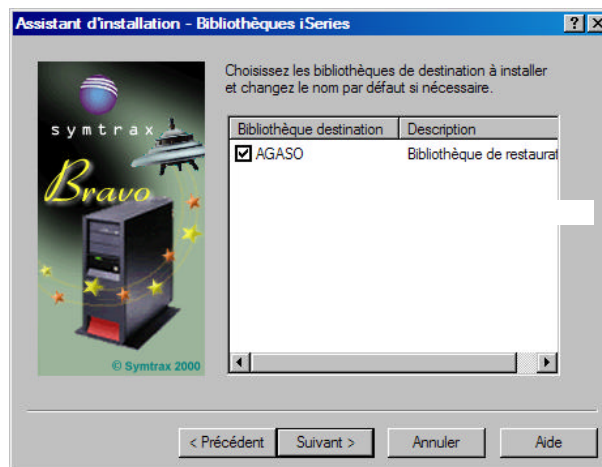 Assistant d'installation - Bibliothèques iSeries
Choisissez les bibliothèques de destination à installer
et changez le nom par défaut si nécessaire.
symtrax
Bravo
Bibliothèque destination Description
AGASO Bibliothèque de restaurat
© Symtrax 2000
< Précédent Suivant > Annuler Aide